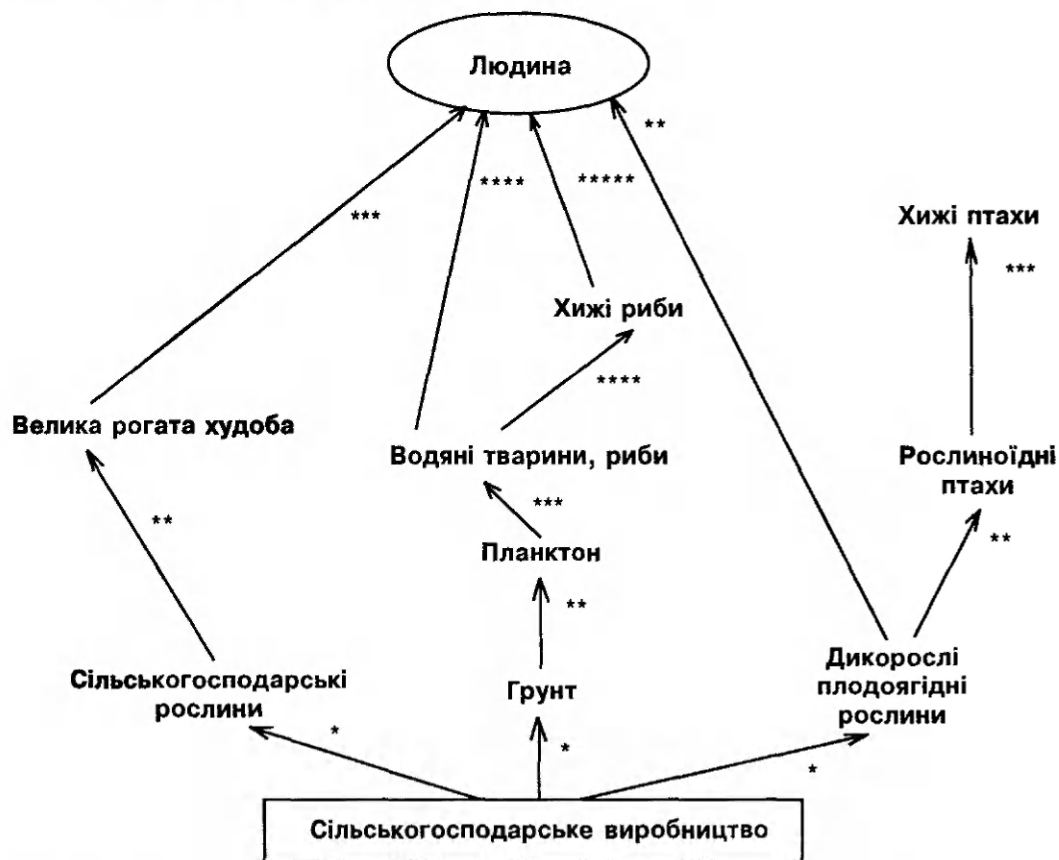 Людина
**
****
*****
***
Хижі птахи
***
Хижі риби
****
Велика рогата худоба
Водяні тварини, риби
Рослиноїдні
птахи
***
**
**
Планктон
**
Сільськогосподарські
рослини
Грунт
Дикорослі
плодоягідні
рослини
*
*
*
Сільськогосподарське виробництво